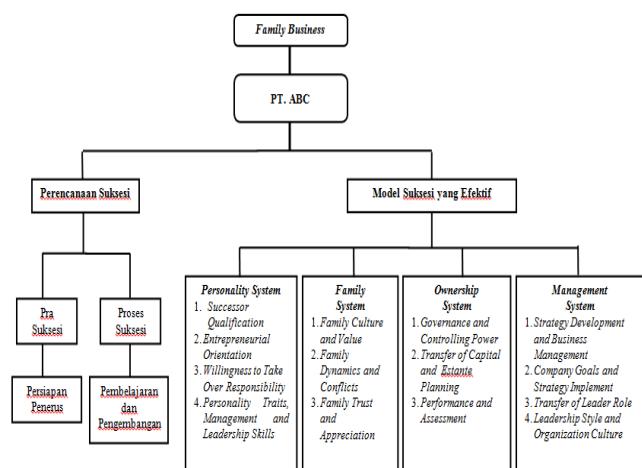 Family Business
PT. ABC
Perencanaan Suksesi
Model Suksesi yang Efektif
Pra
Suksesi
Proses
Suksesi
Persiapan
Penerus
Pembelajaran
dan
Pengembangan
Personality System
1. Successor
Qualification
2. Entrepreneurial
Orientation
3. Willingness to Take
Over Responsibility
4. Personality Traits,
Management and
Leadership Skills
Family
System
1. Family Culture
and Value
2. Family
Dynamics and
Conflicts
3. Family Trust
and
Appreciation
Ownership
System
1. Governance and
Controlling Power
2. Transfer of Capital
and Estante
Planning
3. Performance and
Assessment
Management
System
1. Strategy Development
and Business
Management
2. Company Goals and
Strategy Implement
3. Transfer of Leader Role
4. Leadership Style and
Organization Culture